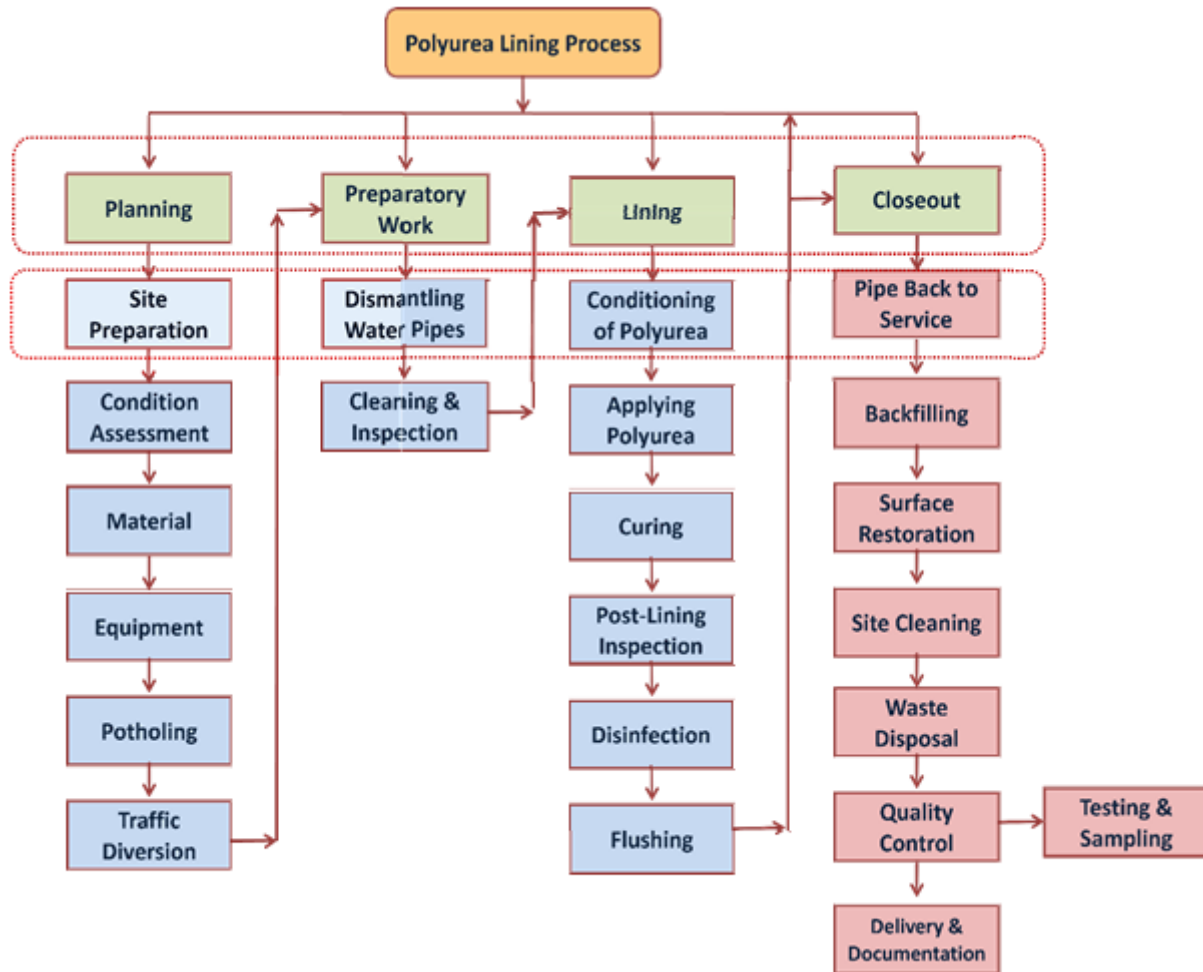 Polyurea Lining Process
Planning
Preparatory
Work
Lining
Closeout
Site
Preparation
Dismantling
Water Pipes
Conditioning
of Polyurea
Pipe Back to
Service
Condition
Assessment
Cleaning &
Inspection
Applying
Polyurea
Backfilling
Material
Curing
Surface
Restoration
Equipment
Post-Lining
Inspection
Site Cleaning
Potholing
Disinfection
Waste
Disposal
Traffic
Diversion
Flushing
Quality
Control
Testing &
Sampling
Delivery &
Documentation